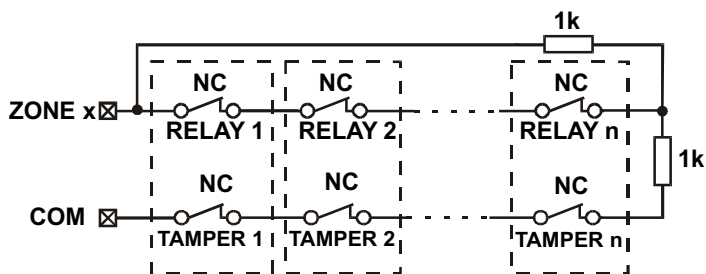 1k
NC NC NC
ZONE x
RELAY 1 RELAY 2 RELAY n
1k
NC NC NC
COM
TAMPER 1 TAMPER 2 TAMPER n